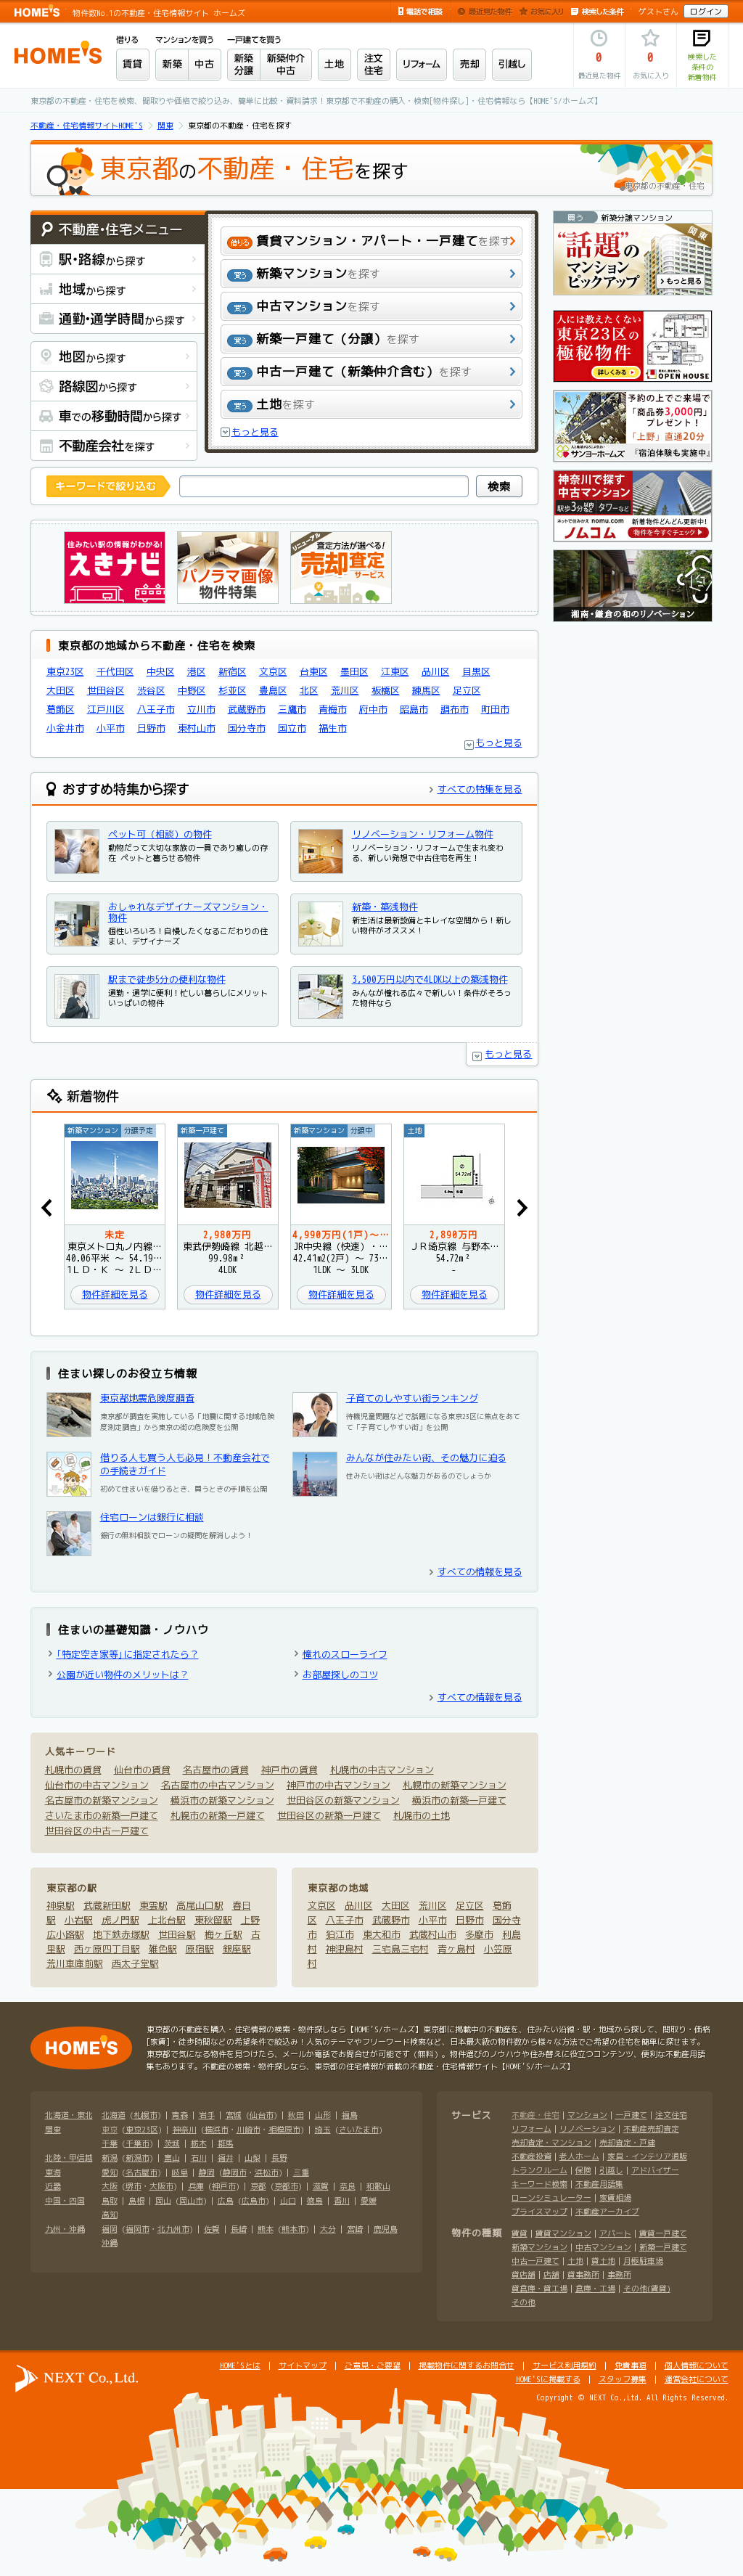 HOME'S 物件数No.1の不動産・住宅情報サイト ホームズ
電話で相談 最近見た物件 お気に入り 検索した条件 ゲストさん ログイン
HOME'S
借りる マンションを買う 一戸建てを買う
賃貸 新築 中古 新築分譲 新築仲介中古 土地 注文住宅 リフォーム 売却 引越し
0 最近見た物件
0 お気に入り
検索した条件の新着物件
東京都の不動産・住宅を検索、間取りや価格で絞り込み、簡単に比較・資料請求！東京都で不動産の購入・検索[物件探し]・住宅情報なら【HOME'S/ホームズ】
不動産・住宅情報サイトHOME'S 関東 東京都の不動産・住宅を探す
東京都の不動産・住宅を探す
東京都の不動産・住宅
不動産・住宅メニュー
駅・路線から探す
地域から探す
通勤・通学時間から探す
地図から探す
路線図から探す
車での移動時間から探す
不動産会社を探す
借りる 賃貸マンション・アパート・一戸建てを探す
買う 新築マンションを探す
買う 中古マンションを探す
買う 新築一戸建て（分譲）を探す
買う 中古一戸建て（新築仲介含む）を探す
買う 土地を探す
もっと見る
キーワードで絞り込む 検索
買う 新築分譲マンション
関東
"話題"のマンションピックアップ
もっと見る
人には教えたくない
東京23区の極秘物件
詳しくみる
OPEN HOUSE
予約の上でご来場で
「商品券3,000円」プレゼント！
「上野」直通20分
サンヨーホームズ 『宿泊体験も実施中』
神奈川で探す中古マンション
駅歩3分以内 タワーなど
ネットで住みかえ nomu.com
ノムコム
新着物件どんどん更新中！
物件を今すぐチェック
湘南・鎌倉の和のリノベーション
住みたい駅の情報がわかる！
えきナビ
パノラマ画像物件特集
リニューアル
査定方法が選べる！
売却査定サービス
東京都の地域から不動産・住宅を検索
東京23区 千代田区 中央区 港区 新宿区 文京区 台東区 墨田区 江東区 品川区 目黒区
大田区 世田谷区 渋谷区 中野区 杉並区 豊島区 北区 荒川区 板橋区 練馬区 足立区
葛飾区 江戸川区 八王子市 立川市 武蔵野市 三鷹市 青梅市 府中市 昭島市 調布市 町田市
小金井市 小平市 日野市 東村山市 国分寺市 国立市 福生市
もっと見る
おすすめ特集から探す
すべての特集を見る
ペット可（相談）の物件
動物だって大切な家族の一員であり癒しの存在 ペットと暮らせる物件
リノベーション・リフォーム物件
リノベーション・リフォームで生まれ変わる、新しい発想で中古住宅を再生！
おしゃれなデザイナーズマンション・物件
個性いろいろ！自慢したくなるこだわりの住まい、デザイナーズ
新築・築浅物件
新生活は最新設備とキレイな空間から！新しい物件がオススメ！
駅まで徒歩5分の便利な物件
通勤・通学に便利！忙しい暮らしにメリットいっぱいの物件
3,500万円以内で4LDK以上の築浅物件
みんなが憧れる広々で新しい！条件がそろった物件なら
もっと見る
新着物件
新築マンション 分譲予定
未定
東京メトロ丸ノ内線…
40.06平米 ～ 54.19…
1ＬＤ・Ｋ ～ 2ＬＤ…
物件詳細を見る
新築一戸建て
2,980万円
東武伊勢崎線 北越…
99.98m²
4LDK
物件詳細を見る
新築マンション 分譲中
4,990万円(1戸)～…
JR中央線（快速）・…
42.41m2(2戸) ～ 73…
1LDK ～ 3LDK
物件詳細を見る
土地
54.72㎡
2,890万円
ＪＲ埼京線 与野本…
54.72m²
-
物件詳細を見る
住まい探しのお役立ち情報
東京都地震危険度調査
東京都が調査を実施している「地震に関する地域危険度測定調査」から東京の街の危険度を公開
子育てのしやすい街ランキング
待機児童問題などで話題になる東京23区に焦点をあてて「子育てしやすい街」を公開
借りる人も買う人も必見！不動産会社での手続きガイド
初めて住まいを借りるとき、買うときの手順を公開
みんなが住みたい街、その魅力に迫る
住みたい街はどんな魅力があるのでしょうか
住宅ローンは銀行に相談
銀行の無料相談でローンの疑問を解消しよう！
すべての情報を見る
住まいの基礎知識・ノウハウ
「特定空き家等」に指定されたら？
憧れのスローライフ
公園が近い物件のメリットは？
お部屋探しのコツ
すべての情報を見る
人気キーワード
札幌市の賃貸 仙台市の賃貸 名古屋市の賃貸 神戸市の賃貸 札幌市の中古マンション
仙台市の中古マンション 名古屋市の中古マンション 神戸市の中古マンション 札幌市の新築マンション
名古屋市の新築マンション 横浜市の新築マンション 世田谷区の新築マンション 横浜市の新築一戸建て
さいたま市の新築一戸建て 札幌市の新築一戸建て 世田谷区の新築一戸建て 札幌市の土地
世田谷区の中古一戸建て
東京都の駅
神泉駅 武蔵新田駅 東雲駅 高尾山口駅 春日
駅 小岩駅 虎ノ門駅 上北台駅 東秋留駅 上野
広小路駅 地下鉄赤塚駅 世田谷駅 梅ヶ丘駅 古
里駅 西ヶ原四丁目駅 雑色駅 原宿駅 銀座駅
荒川車庫前駅 西太子堂駅
東京都の地域
文京区 品川区 大田区 荒川区 足立区 葛飾
区 八王子市 武蔵野市 小平市 日野市 国分寺
市 狛江市 東大和市 武蔵村山市 多摩市 利島
村 神津島村 三宅島三宅村 青ヶ島村 小笠原
村
HOME'S
東京都の不動産を購入・住宅情報の検索・物件探しなら【HOME'S/ホームズ】東京都に掲載中の不動産を、住みたい沿線・駅・地域から探して、間取り・価格[家賃]・徒歩時間などの希望条件で絞込み！人気のテーマやフリーワード検索など、日本最大級の物件数から様々な方法でご希望の住宅を簡単に探せます。東京都で気になる物件を見つけたら、メールか電話でお問合せが可能です（無料）。物件選びのノウハウや住み替えに役立つコンテンツ、便利な不動産用語集もあります。不動産の検索・物件探しなら、東京都の住宅情報が満載の不動産・住宅情報サイト【HOME'S/ホームズ】
北海道・東北 北海道 (札幌市) | 青森 | 岩手 | 宮城 (仙台市) | 秋田 | 山形 | 福島
関東 東京 (東京23区) | 神奈川 (横浜市・川崎市・相模原市) | 埼玉 (さいたま市)
千葉 (千葉市) | 茨城 | 栃木 | 群馬
北陸・甲信越 新潟 (新潟市) | 富山 | 石川 | 福井 | 山梨 | 長野
東海 愛知 (名古屋市) | 岐阜 | 静岡 (静岡市・浜松市) | 三重
近畿 大阪 (堺市・大阪市) | 兵庫 (神戸市) | 京都 (京都市) | 滋賀 | 奈良 | 和歌山
中国・四国 鳥取 | 島根 | 岡山 (岡山市) | 広島 (広島市) | 山口 | 徳島 | 香川 | 愛媛
高知
九州・沖縄 福岡 (福岡市・北九州市) | 佐賀 | 長崎 | 熊本 (熊本市) | 大分 | 宮崎 | 鹿児島
沖縄
サービス
不動産・住宅 | マンション | 一戸建て | 注文住宅
リフォーム | リノベーション | 不動産売却査定
売却査定・マンション | 売却査定・戸建
不動産投資 | 老人ホーム | 家具・インテリア通販
トランクルーム | 保険 | 引越し | アドバイザー
キーワード検索 | 不動産用語集
ローンシミュレーター | 家賃相場
プライスマップ | 不動産アーカイブ
物件の種類
賃貸 | 賃貸マンション | アパート | 賃貸一戸建て
新築マンション | 中古マンション | 新築一戸建て
中古一戸建て | 土地 | 貸土地 | 月極駐車場
貸店舗 | 店舗 | 貸事務所 | 事務所
貸倉庫・貸工場 | 倉庫・工場 | その他(賃貸)
その他
NEXT Co.,Ltd.
HOME'Sとは | サイトマップ | ご意見・ご要望 | 掲載物件に関するお問合せ | サービス利用規約 | 免責事項 | 個人情報について
HOME'Sに掲載する | スタッフ募集 | 運営会社について
Copyright © NEXT Co.,Ltd. All Rights Reserved.